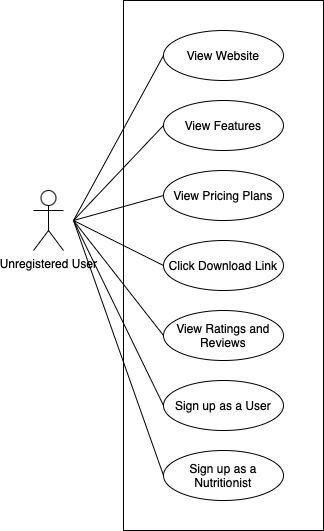 View Website
View Features
View Pricing Plans
Unregistered User
Click Download Link
View Ratings and
Reviews
Sign up as a User
Sign up as a
Nutritionist